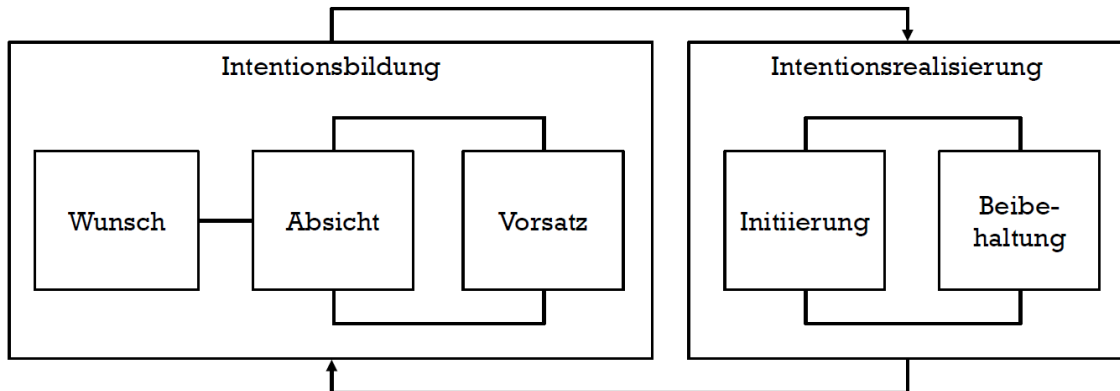 Intentionsbildung
Intentionsrealisierung
Wunsch
Absicht
Vorsatz
Initiierung
Beibe-
haltung